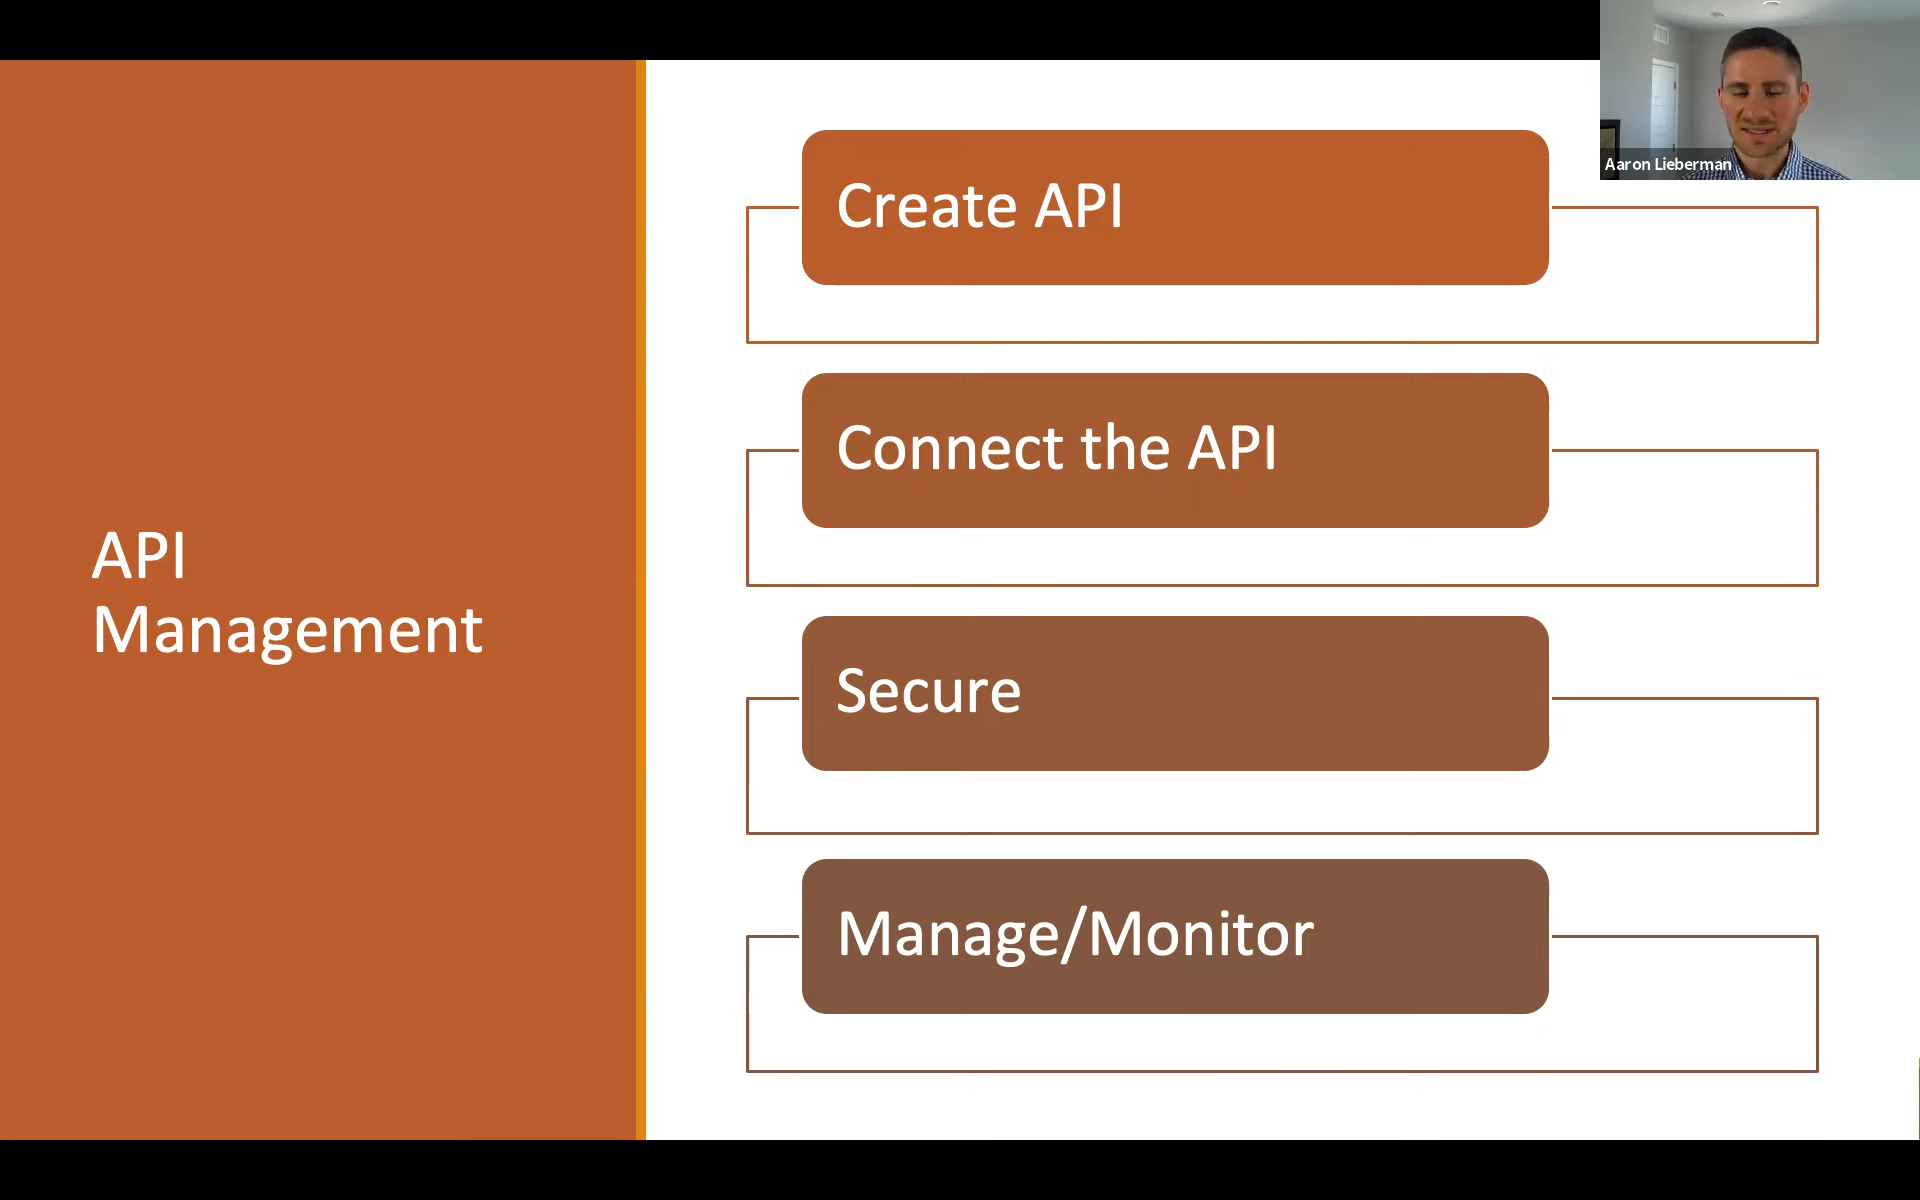 API
Management
Create API
Connect the API
Secure
Manage/Monitor
Aaron Lieberman